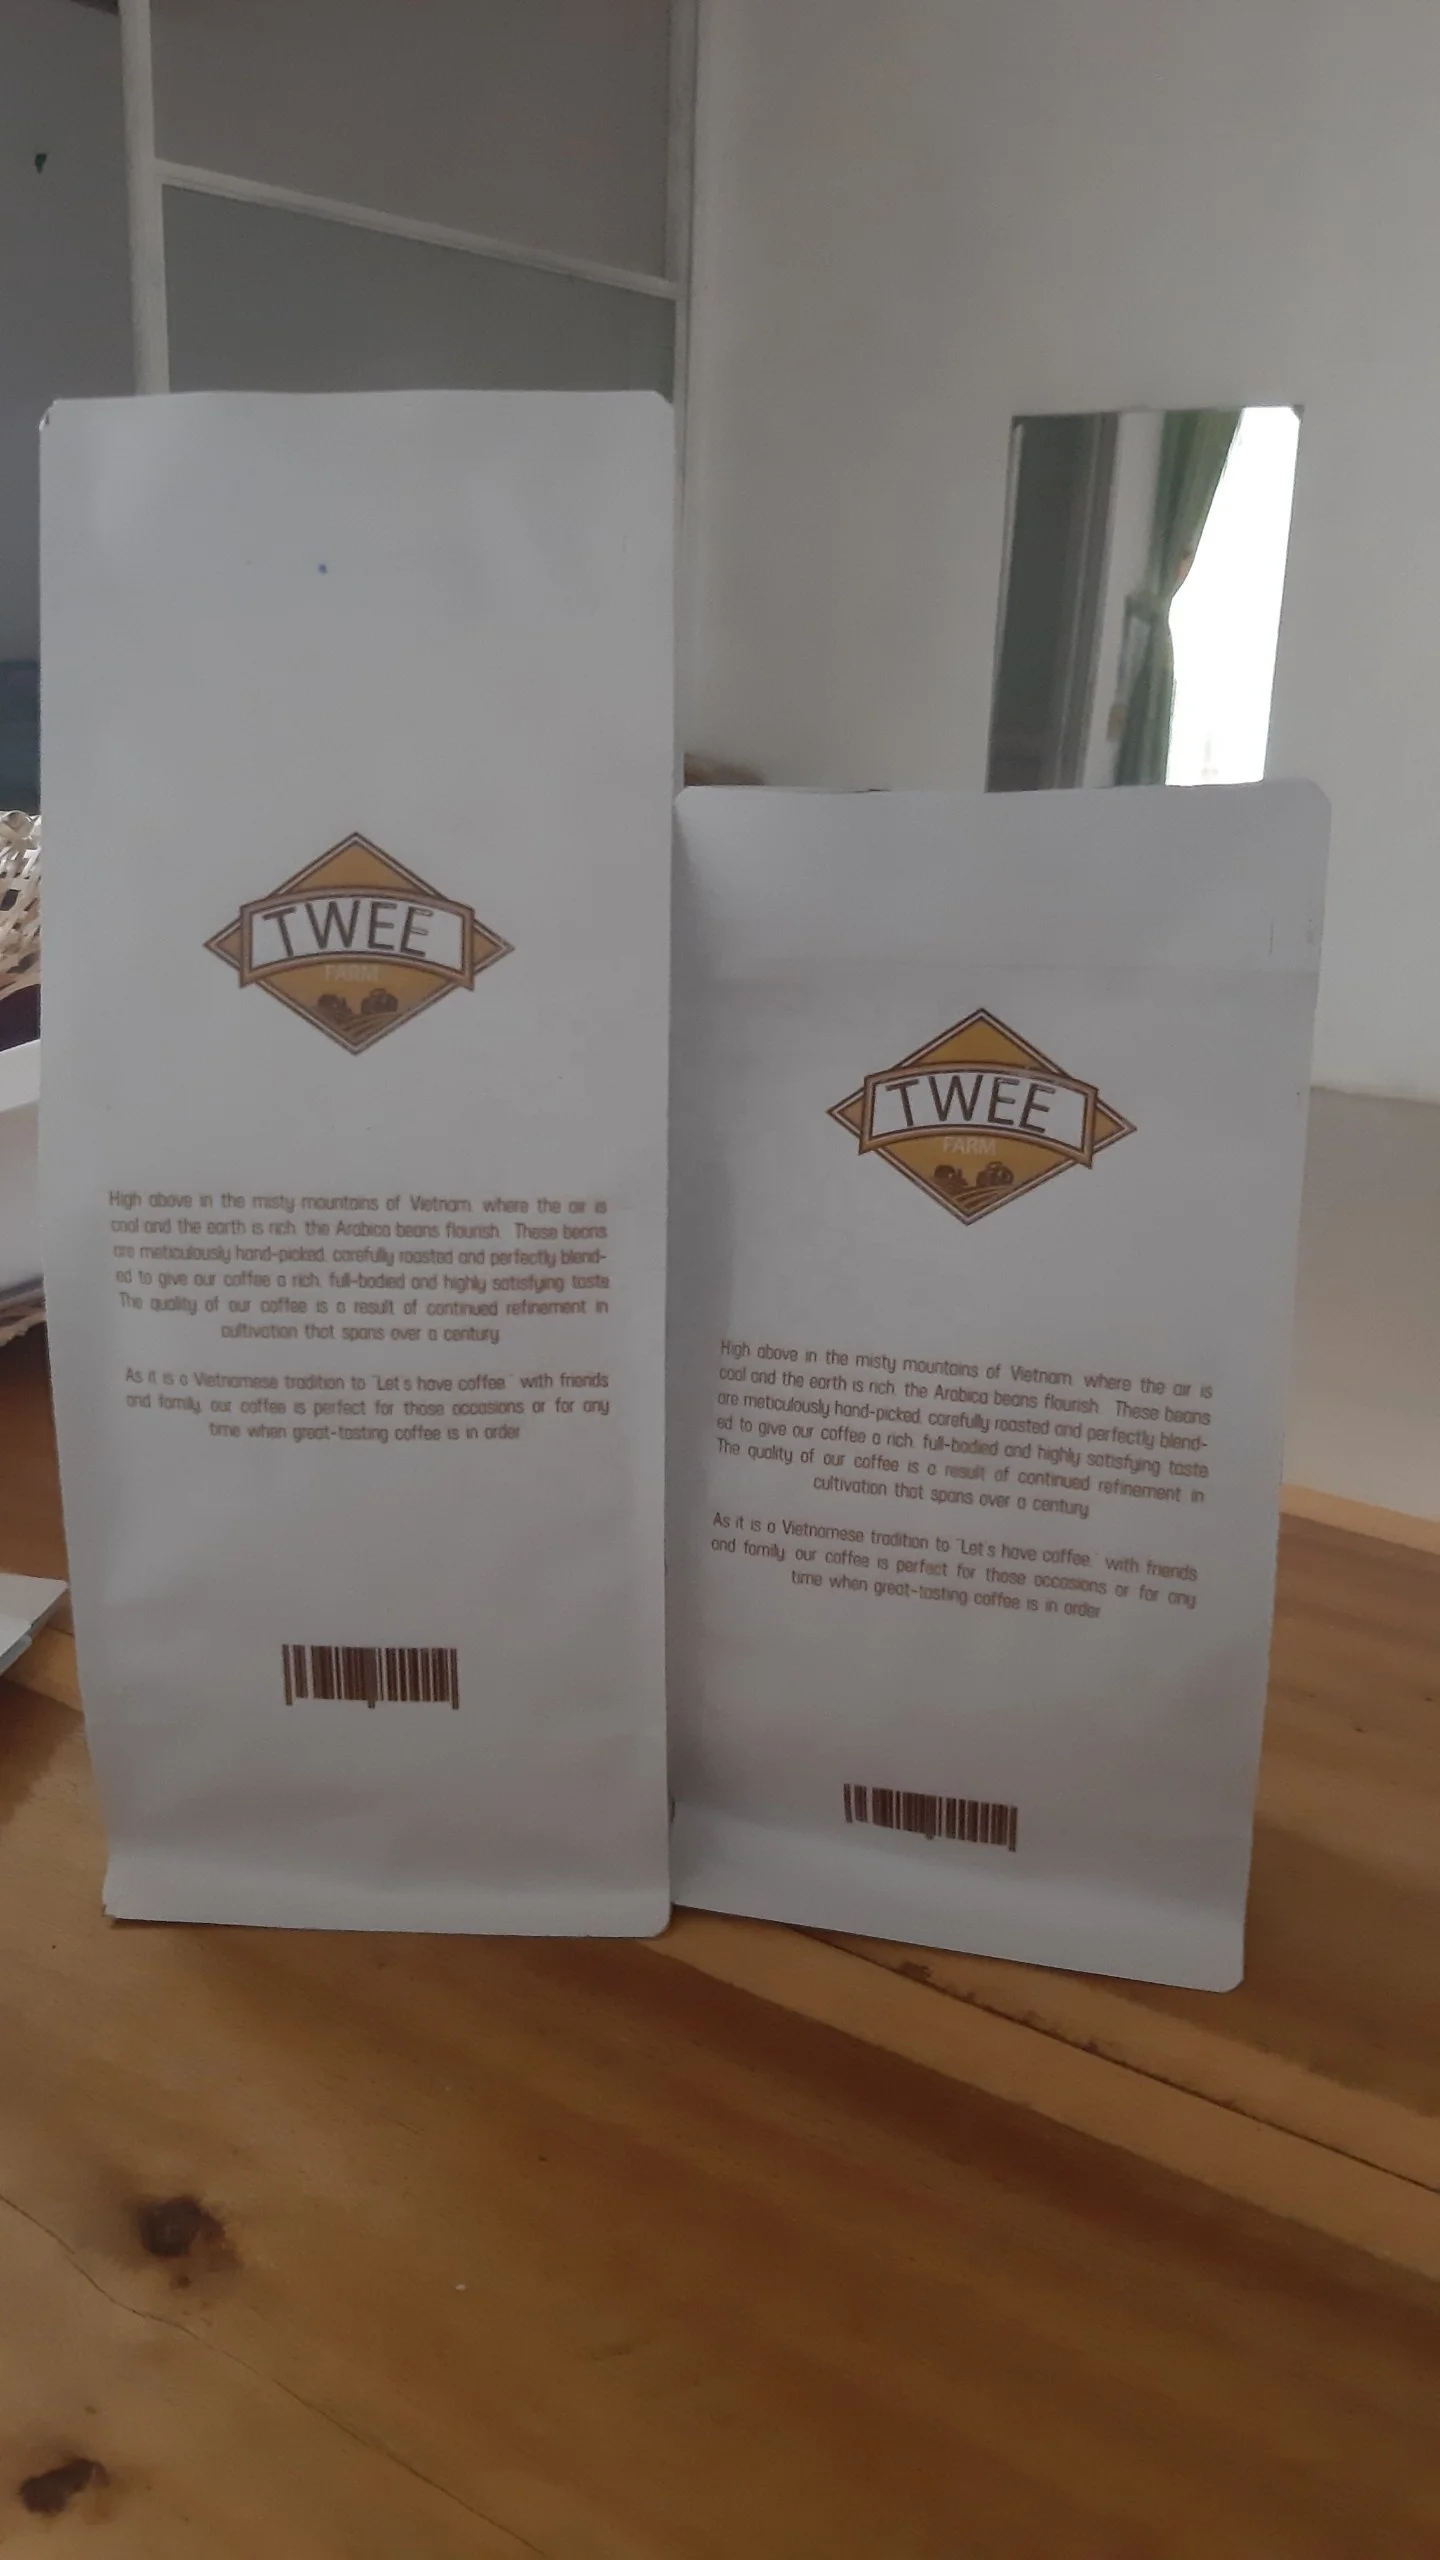 TWEE
FARM
High above in the misty mountains of Vietnam, where the air is
cool and the earth is rich, the Arabica beans flourish. These beans
are meticulously hand-picked, carefully roasted and perfectly blend-
ed to give our coffee a rich, full-bodied and highly satisfying taste.
The quality of our coffee is a result of continued refinement in
cultivation that spans over a century.
As it is a Vietnamese tradition to "Let's have coffee," with friends
and family, our coffee is perfect for those occasions or for any
time when great-tasting coffee is in order.
TWEE
FARM
High above in the misty mountains of Vietnam, where the air is
cool and the earth is rich, the Arabica beans flourish. These beans
are meticulously hand-picked, carefully roasted and perfectly blend-
ed to give our coffee a rich, full-bodied and highly satisfying taste.
The quality of our coffee is a result of continued refinement in
cultivation that spans over a century.
As it is a Vietnamese tradition to "Let's have coffee," with friends
and family, our coffee is perfect for those occasions or for any
time when great-tasting coffee is in order.